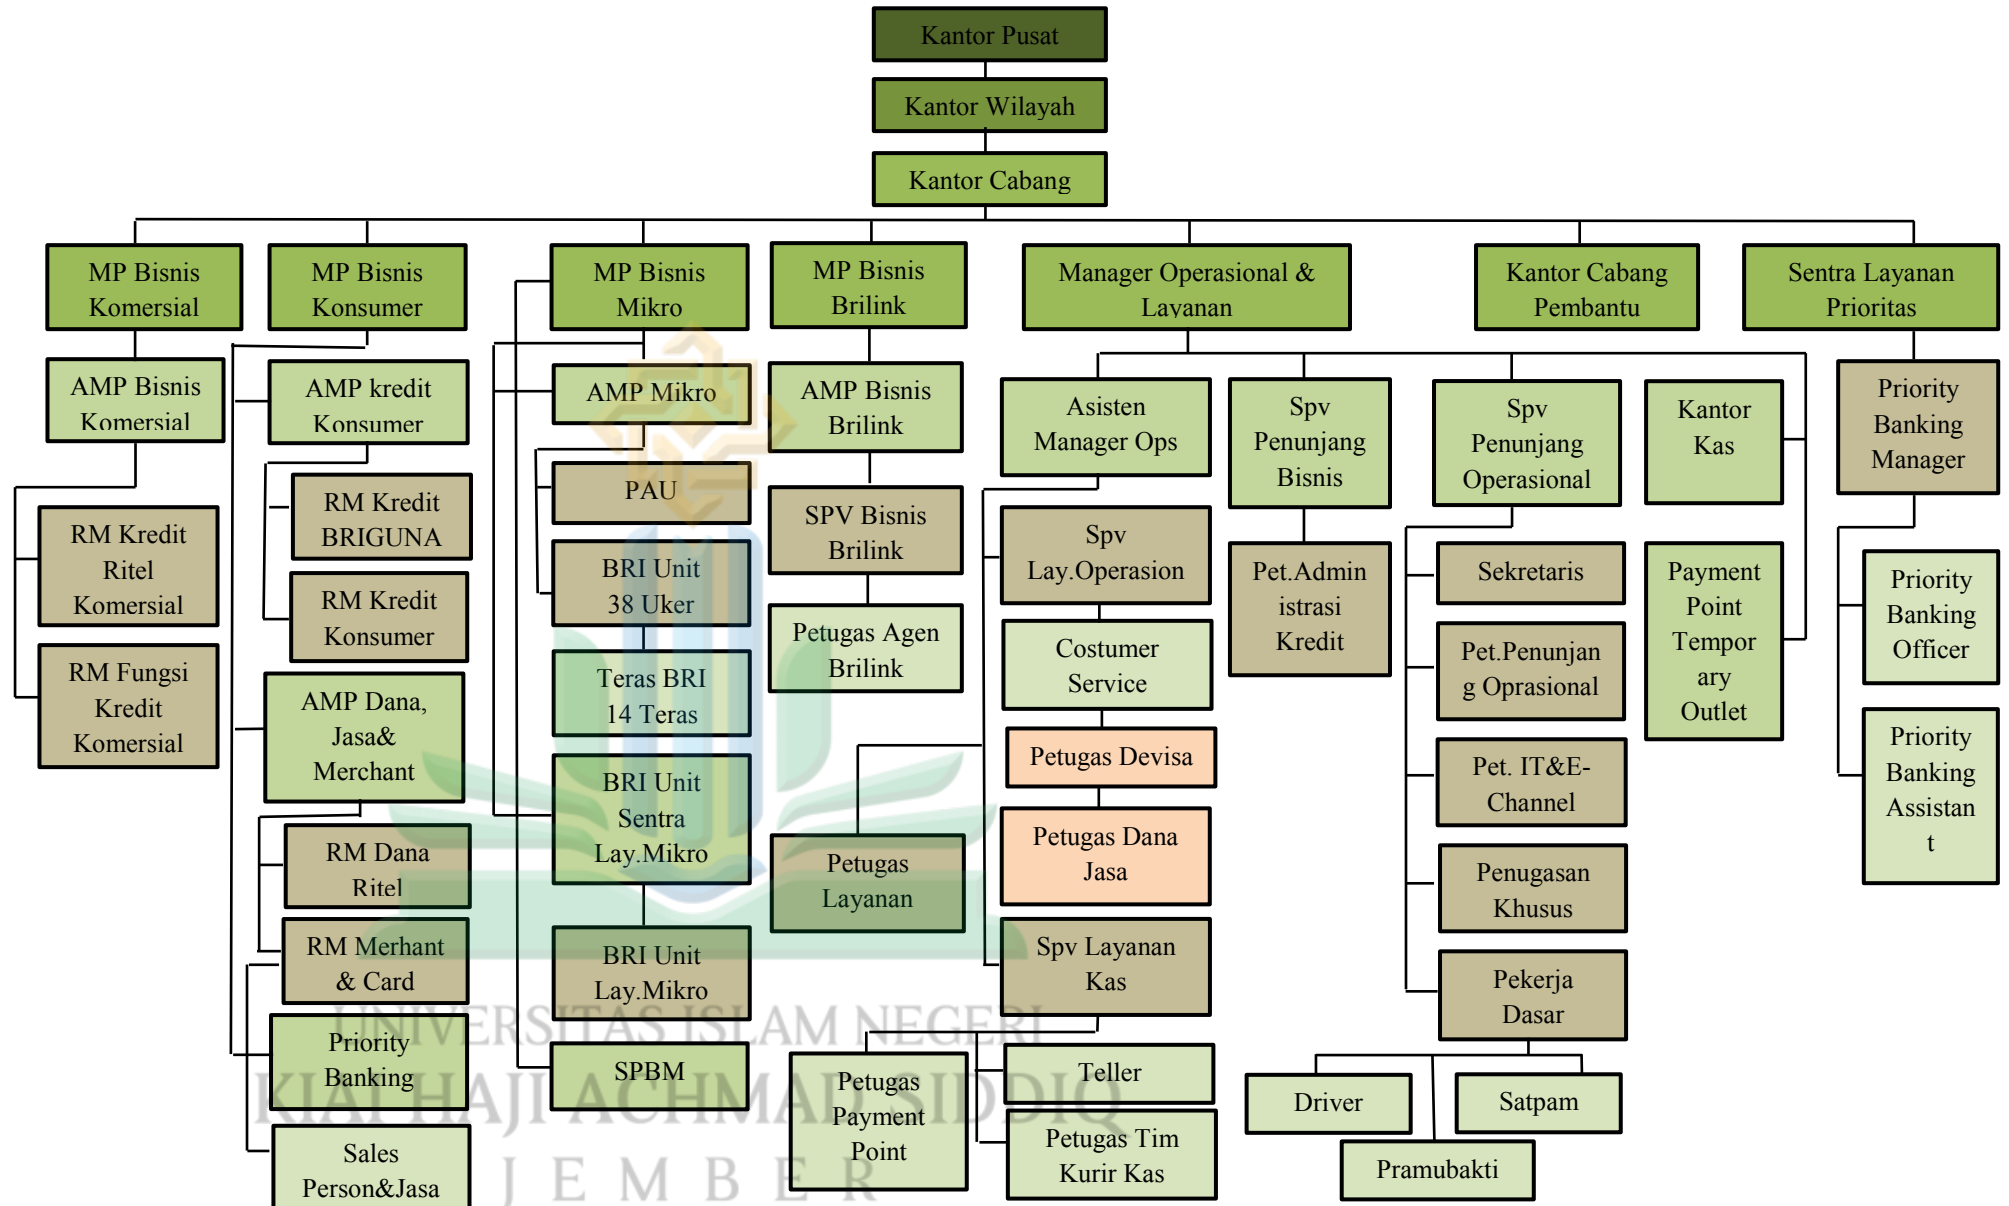 Kantor Pusat
Kantor Wilayah
Kantor Cabang
MP Bisnis
Komersial
MP Bisnis
Konsumer
MP Bisnis
Mikro
MP Bisnis
Brilink
Manager Operasional &
Layanan
Kantor Cabang
Pembantu
Sentra Layanan
Prioritas
AMP Bisnis
Komersial
RM Kredit
Ritel
Komersial
RM Fungsi
Kredit
Komersial
AMP kredit
Konsumer
RM Kredit
BRIGUNA
RM Kredit
Konsumer
AMP Dana,
Jasa&
Merchant
RM Dana
Ritel
RM Merhant
& Card
Priority
Banking
Sales
Person&Jasa
AMP Mikro
PAU
BRI Unit
38 Uker
Teras BRI
14 Teras
BRI Unit
Sentra
Lay.Mikro
BRI Unit
Lay.Mikro
SPBM
AMP Bisnis
Brilink
SPV Bisnis
Brilink
Petugas Agen
Brilink
Petugas
Layanan
Asisten
Manager Ops
Spv
Lay.Operasion
Costumer
Service
Petugas Devisa
Petugas Dana
Jasa
Spv Layanan
Kas
Petugas
Payment
Point
Teller
Petugas Tim
Kurir Kas
Spv
Penunjang
Bisnis
Pet.Admin
istrasi
Kredit
Spv
Penunjang
Operasional
Sekretaris
Pet.Penunjan
g Oprasional
Pet. IT&E-
Channel
Penugasan
Khusus
Pekerja
Dasar
Driver
Satpam
Pramubakti
Kantor
Kas
Payment
Point
Tempor
ary
Outlet
Priority
Banking
Manager
Priority
Banking
Officer
Priority
Banking
Assistan
t
UNIVERSITAS ISLAM NEGERI
KIAI HAJI ACHMAD SIDDIQ
J E M B E R